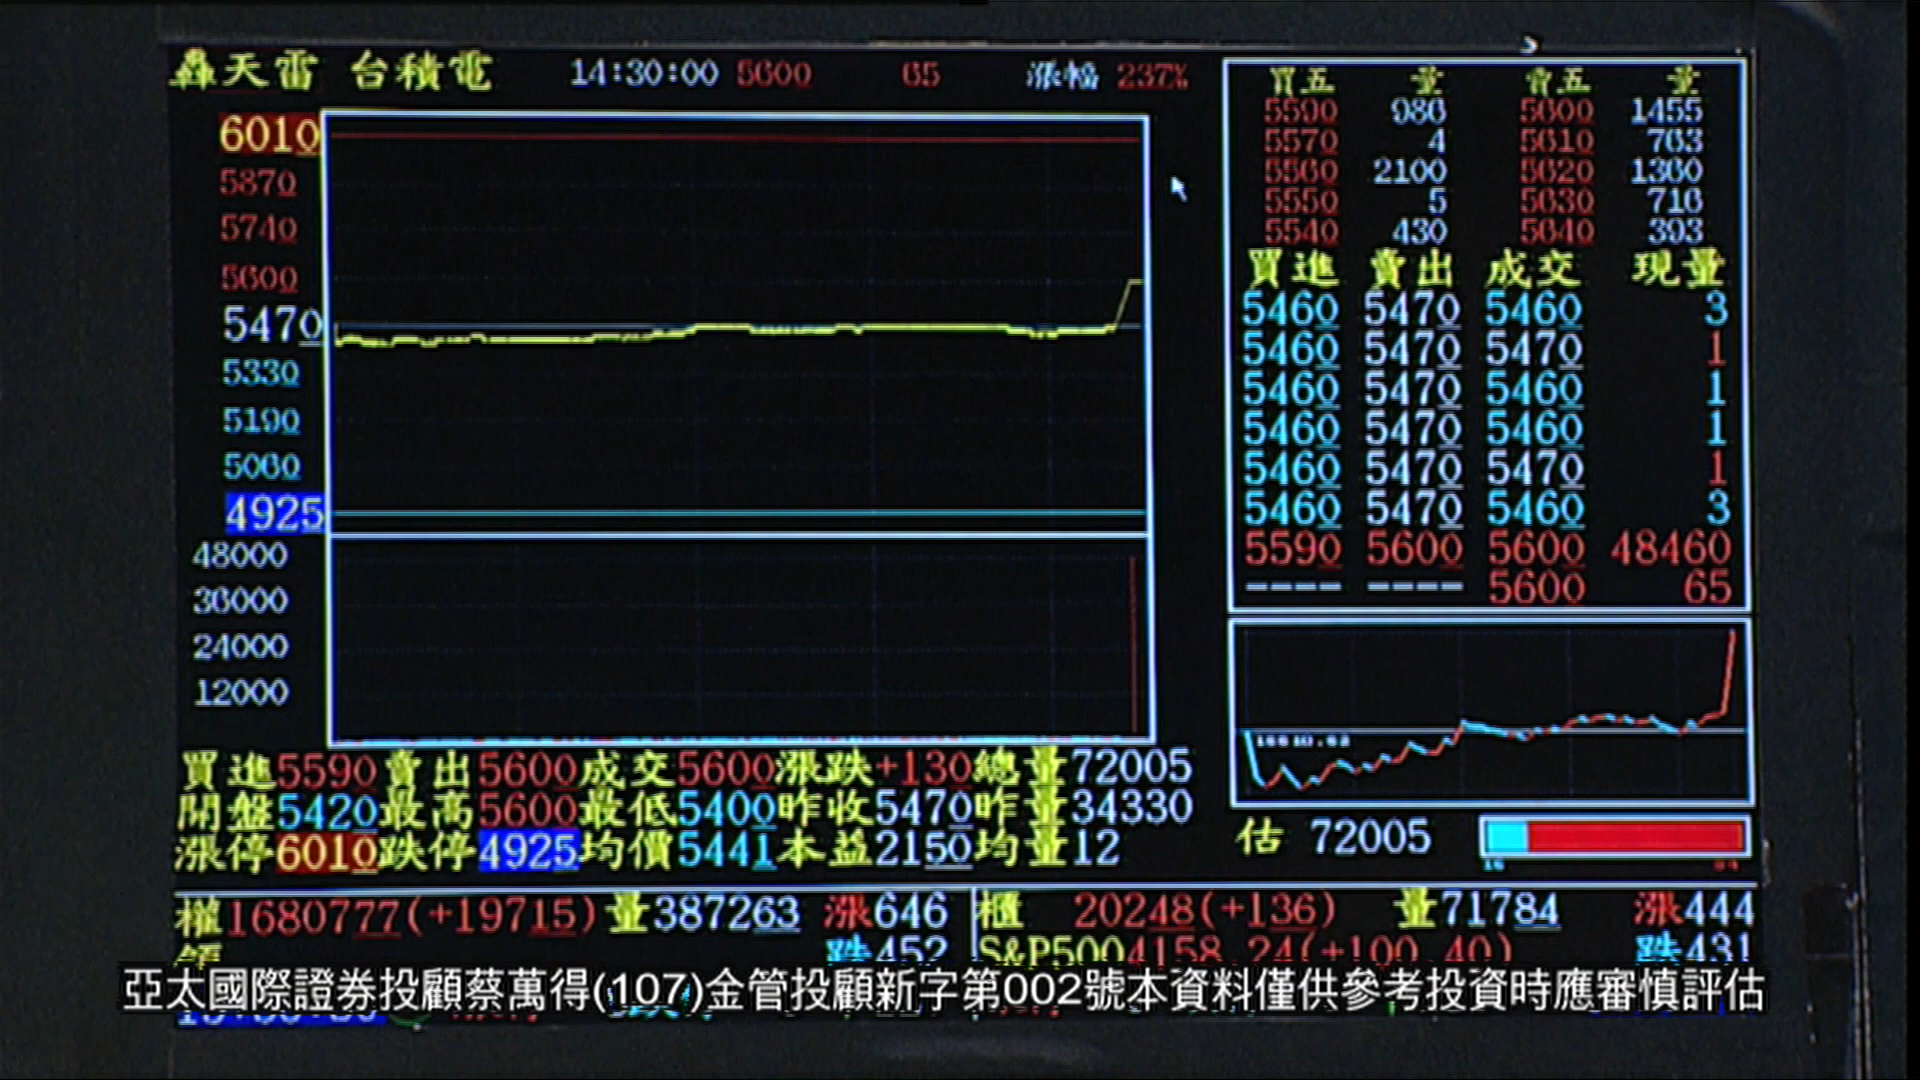 轟天雷 台積電 14:30:00 5600 65 漲幅 237%
6010
5870
5740
5600
5470
5330
5190
5060
4925
48000
36000
24000
12000
買五 量 賣五 量
5590 986 5600 1455
5570 4 5610 763
5560 2100 5620 1360
5550 5 5630 716
5540 430 5640 393
買進 賣出 成交 現量
5460 5470 5460 3
5460 5470 5470 1
5460 5470 5460 1
5460 5470 5460 1
5460 5470 5470 1
5460 5470 5460 3
5590 5600 5600 48460
---- ---- 5600 65
16610.62
估 72005
16 84
買進5590賣出5600成交5600漲跌+130總量72005
開盤5420最高5600最低5400昨收5470昨量34330
漲停6010跌停4925均價5441本益2150均量12
權1680777(+19715)量387263 漲646
跌452
櫃 20248(+136) 量71784 漲444
S&P5004158.24(+100.40) 跌431
亞太國際證券投顧蔡萬得(107)金管投顧新字第002號本資料僅供參考投資時應審慎評估